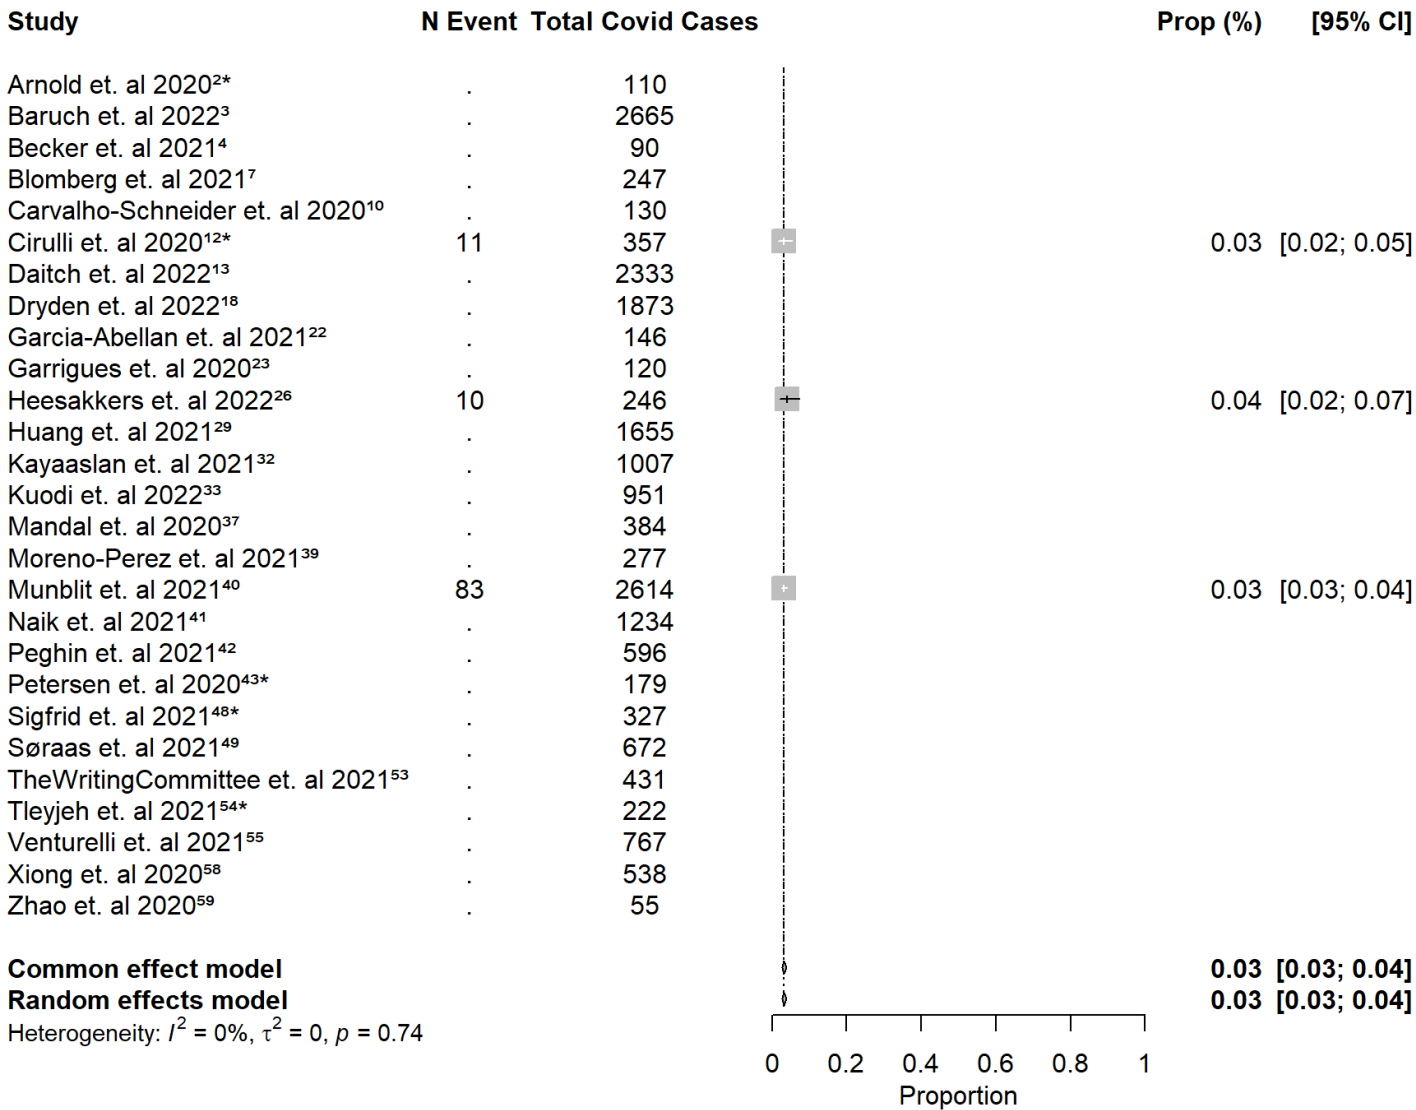 Study N Event Total Covid Cases Prop (%) [95% CI]
Arnold et. al 2020²* . 110
Baruch et. al 2022³ . 2665
Becker et. al 2021⁴ . 90
Blomberg et. al 2021⁷ . 247
Carvalho-Schneider et. al 2020¹⁰ . 130
Cirulli et. al 2020¹²* 11 357 0.03 [0.02; 0.05]
Daitch et. al 2022¹³ . 2333
Dryden et. al 2022¹⁸ . 1873
Garcia-Abellan et. al 2021²² . 146
Garrigues et. al 2020²³ . 120
Heesakkers et. al 2022²⁶ 10 246 0.04 [0.02; 0.07]
Huang et. al 2021²⁹ . 1655
Kayaaslan et. al 2021³² . 1007
Kuodi et. al 2022³³ . 951
Mandal et. al 2020³⁷ . 384
Moreno-Perez et. al 2021³⁹ . 277
Munblit et. al 2021⁴⁰ 83 2614 0.03 [0.03; 0.04]
Naik et. al 2021⁴¹ . 1234
Peghin et. al 2021⁴² . 596
Petersen et. al 2020⁴³* . 179
Sigfrid et. al 2021⁴⁸* . 327
Søraas et. al 2021⁴⁹ . 672
TheWritingCommittee et. al 2021⁵³ . 431
Tleyjeh et. al 2021⁵⁴* . 222
Venturelli et. al 2021⁵⁵ . 767
Xiong et. al 2020⁵⁸ . 538
Zhao et. al 2020⁵⁹ . 55
Common effect model 0.03 [0.03; 0.04]
Random effects model 0.03 [0.03; 0.04]
Heterogeneity: I² = 0%, τ² = 0, p = 0.74
0 0.2 0.4 0.6 0.8 1
Proportion